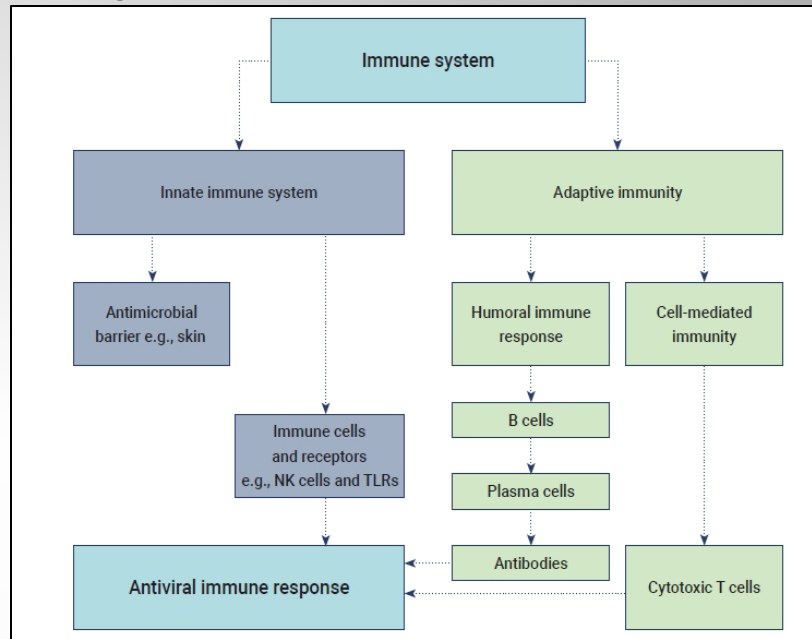 Immune system
Innate immune system
Adaptive immunity
Antimicrobial
barrier e.g., skin
Humoral immune
response
Cell-mediated
immunity
Immune cells
and receptors
e.g., NK cells and TLRs
B cells
Plasma cells
Antibodies
Antiviral immune response
Cytotoxic T cells